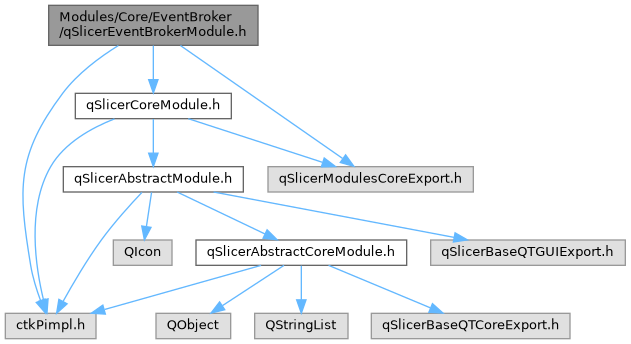 Modules/Core/EventBroker
/qSlicerEventBrokerModule.h
qSlicerCoreModule.h
qSlicerAbstractModule.h
qSlicerModulesCoreExport.h
QIcon
qSlicerAbstractCoreModule.h
qSlicerBaseQTGUIExport.h
ctkPimpl.h
QObject
QStringList
qSlicerBaseQTCoreExport.h